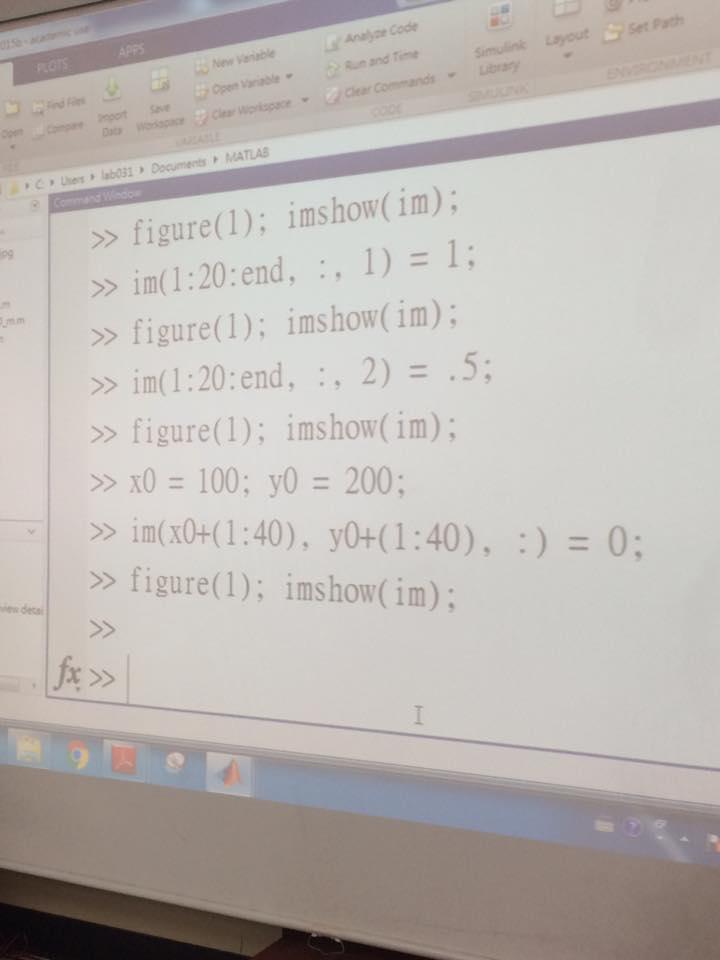 015b - academic use
PLOTS APPS
Open Find Files Compare Import Data Save Workspace New Variable Open Variable Clear Workspace Analyze Code Run and Time Clear Commands Simulink Library Layout Set Path
VARIABLE CODE SIMULINK ENVIRONMENT
C: Users lab031 Documents MATLAB
Command Window
>> figure(1); imshow(im);
>> im(1:20:end, :, 1) = 1;
>> figure(1); imshow(im);
>> im(1:20:end, :, 2) = .5;
>> figure(1); imshow(im);
>> x0 = 100; y0 = 200;
>> im(x0+(1:40), y0+(1:40), :) = 0;
>> figure(1); imshow(im);
>>
fx >>
view detai